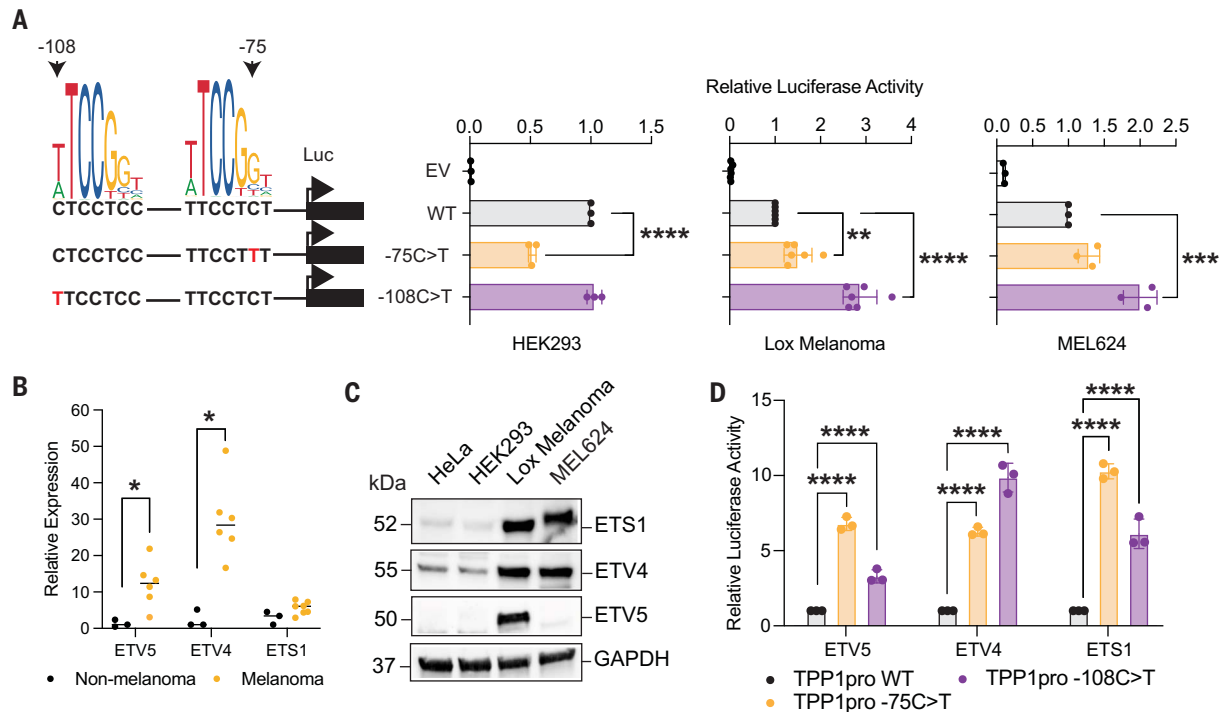 A
-108
-75
Luc
CTCCTCC
TTCCTCT
CTCCTCC
TTCCTTT
TTCCTCC
TTCCTCT
Relative Luciferase Activity
0.0 0.5 1.0 1.5
0 1 2 3 4
0.0 0.5 1.0 1.5 2.0 2.5
EV
WT
-75C>T
-108C>T
****
**
****
***
HEK293
Lox Melanoma
MEL624
B
Relative Expression
60
50
40
30
20
10
0
*
*
ETV5 ETV4 ETS1
Non-melanoma Melanoma
C
HeLa
HEK293
Lox Melanoma
MEL624
kDa
52 ETS1
55 ETV4
50 ETV5
37 GAPDH
D
Relative Luciferase Activity
15
10
5
0
****
****
****
****
****
****
ETV5 ETV4 ETS1
TPP1pro WT
TPP1pro -108C>T
TPP1pro -75C>T